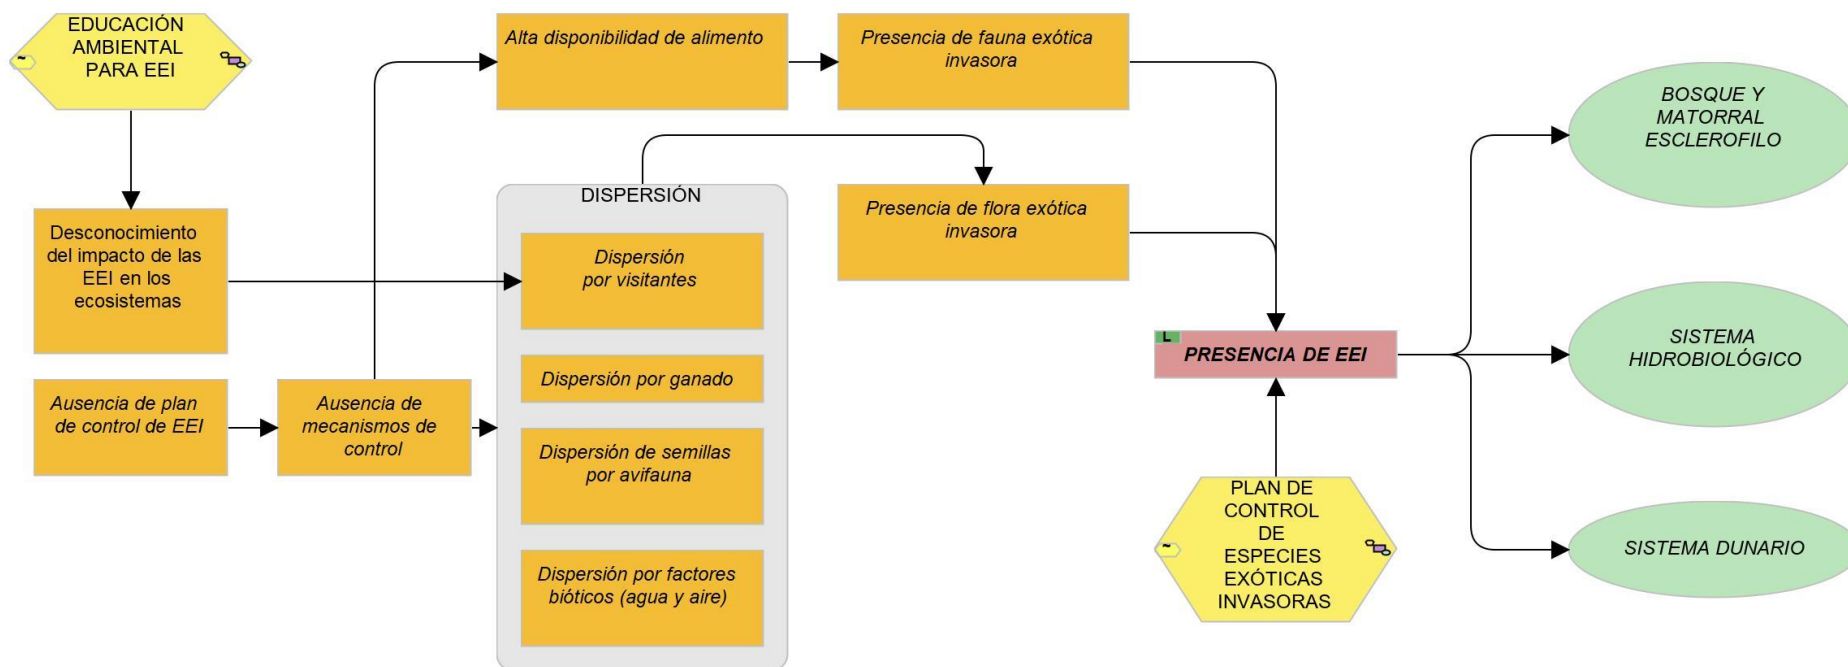 EDUCACIÓN
AMBIENTAL
PARA EEI
~
Alta disponibilidad de alimento
Presencia de fauna exótica
invasora
BOSQUE Y
MATORRAL
ESCLEROFILO
DISPERSIÓN
Presencia de flora exótica
invasora
Desconocimiento
del impacto de las
EEI en los
ecosistemas
Dispersión
por visitantes
L
PRESENCIA DE EEI
SISTEMA
HIDROBIOLÓGICO
Dispersión por ganado
Ausencia de plan
de control de EEI
Ausencia de
mecanismos de
control
Dispersión de semillas
por avifauna
PLAN DE
CONTROL
DE
ESPECIES
EXÓTICAS
INVASORAS
~
SISTEMA DUNARIO
Dispersión por factores
bióticos (agua y aire)